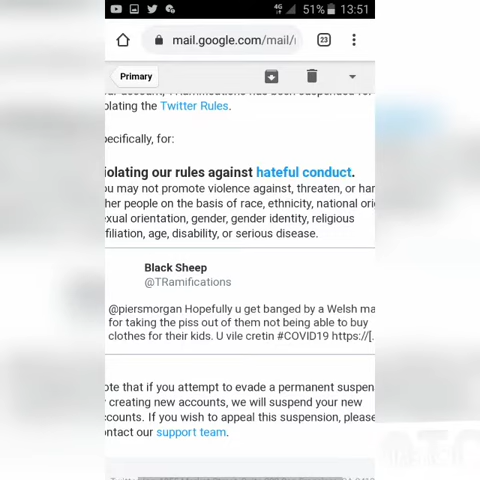 4G 51% 13:51
mail.google.com/mail/ 23
Primary
olating the Twitter Rules.
pecifically, for:
iolating our rules against hateful conduct.
ou may not promote violence against, threaten, or har
her people on the basis of race, ethnicity, national ori
exual orientation, gender, gender identity, religious
filiation, age, disability, or serious disease.
Black Sheep
@TRamifications
@piersmorgan Hopefully u get banged by a Welsh ma
for taking the piss out of them not being able to buy
clothes for their kids. U vile cretin #COVID19 https://[.
ote that if you attempt to evade a permanent suspen
creating new accounts, we will suspend your new
ccounts. If you wish to appeal this suspension, please
ontact our support team.